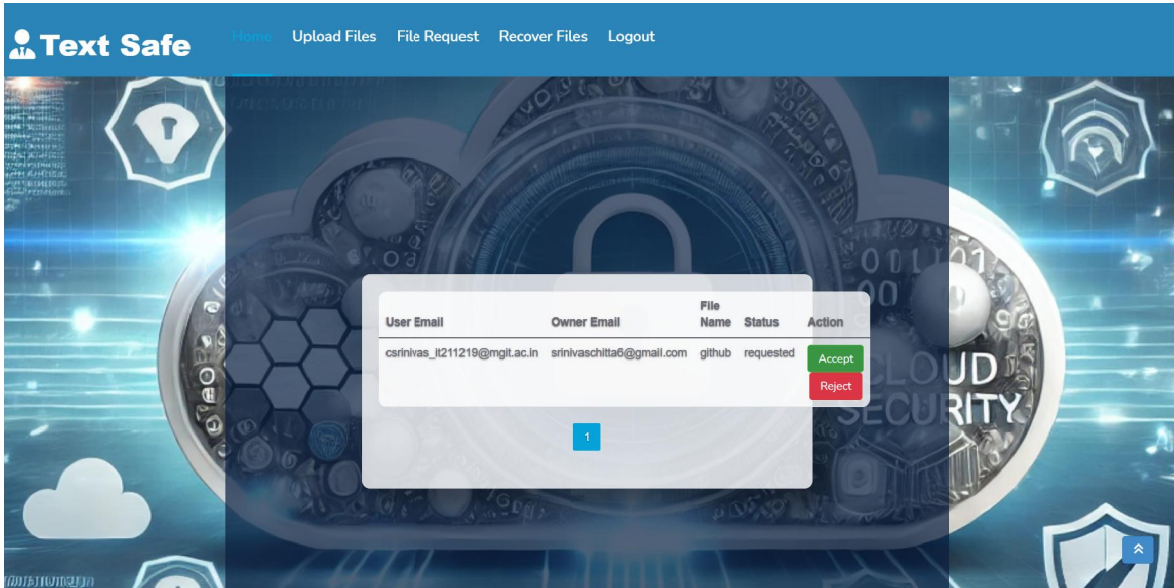 Text Safe
Home Upload Files File Request Recover Files Logout
User Email Owner Email File Name Status Action
csrinivas_it211219@mgit.ac.in srinivaschitta6@gmail.com github requested Accept
Reject
1
CLOUD
SECURITY